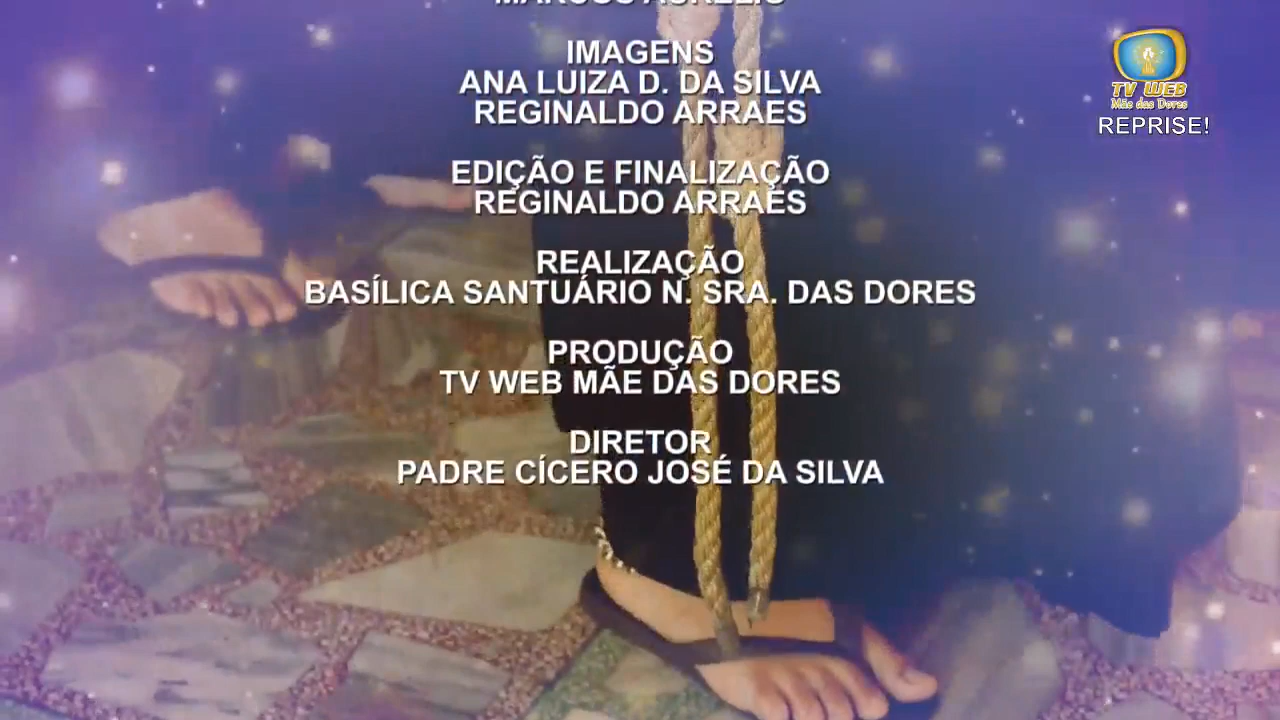 IMAGENS
ANA LUIZA D. DA SILVA
REGINALDO ARRAES
EDIÇÃO E FINALIZAÇÃO
REGINALDO ARRAES
REALIZAÇÃO
BASÍLICA SANTUÁRIO N. SRA. DAS DORES
PRODUÇÃO
TV WEB MÃE DAS DORES
DIRETOR
PADRE CÍCERO JOSÉ DA SILVA
TV WEB
Mãe das Dores
REPRISE!